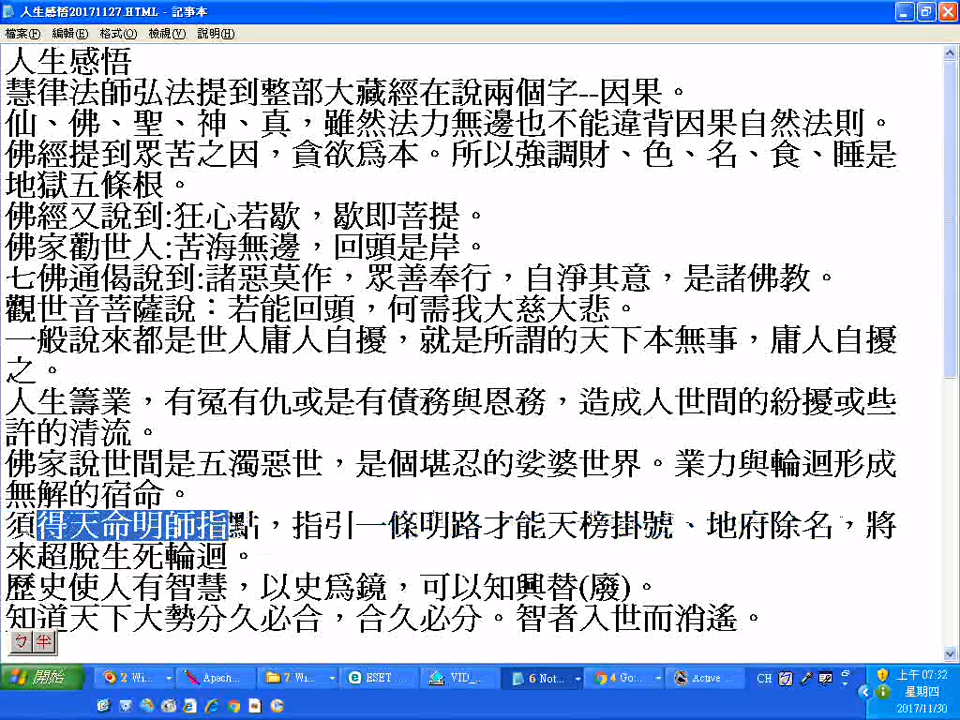 人生感悟20171127.HTML - 記事本
檔案(F) 編輯(E) 格式(O) 檢視(V) 說明(H)
人生感悟
慧律法師弘法提到整部大藏經在說兩個字--因果。
仙、佛、聖、神、真，雖然法力無邊也不能違背因果自然法則。
佛經提到眾苦之因，貪欲為本。所以強調財、色、名、食、睡是
地獄五條根。
佛經又說到:狂心若歇，歇即菩提。
佛家勸世人:苦海無邊，回頭是岸。
七佛通偈說到:諸惡莫作，眾善奉行，自淨其意，是諸佛教。
觀世音菩薩說：若能回頭，何需我大慈大悲。
一般說來都是世人庸人自擾，就是所謂的天下本無事，庸人自擾
之。
人生籌業，有冤有仇或是有債務與恩務，造成人世間的紛擾或些
許的清流。
佛家說世間是五濁惡世，是個堪忍的娑婆世界。業力與輪迴形成
無解的宿命。
須得天命明師指點，指引一條明路才能天榜掛號、地府除名，將
來超脫生死輪迴。
歷史使人有智慧，以史為鏡，可以知興替(廢)。
知道天下大勢分久必合，合久必分。智者入世而消遙。
ㄅ 半
開始 2 Wi... Apach... 7 Wi... ESET ... VID_... 6 Not... 4 Go... Active ... CH 上午 07:32
星期四
2017/11/30